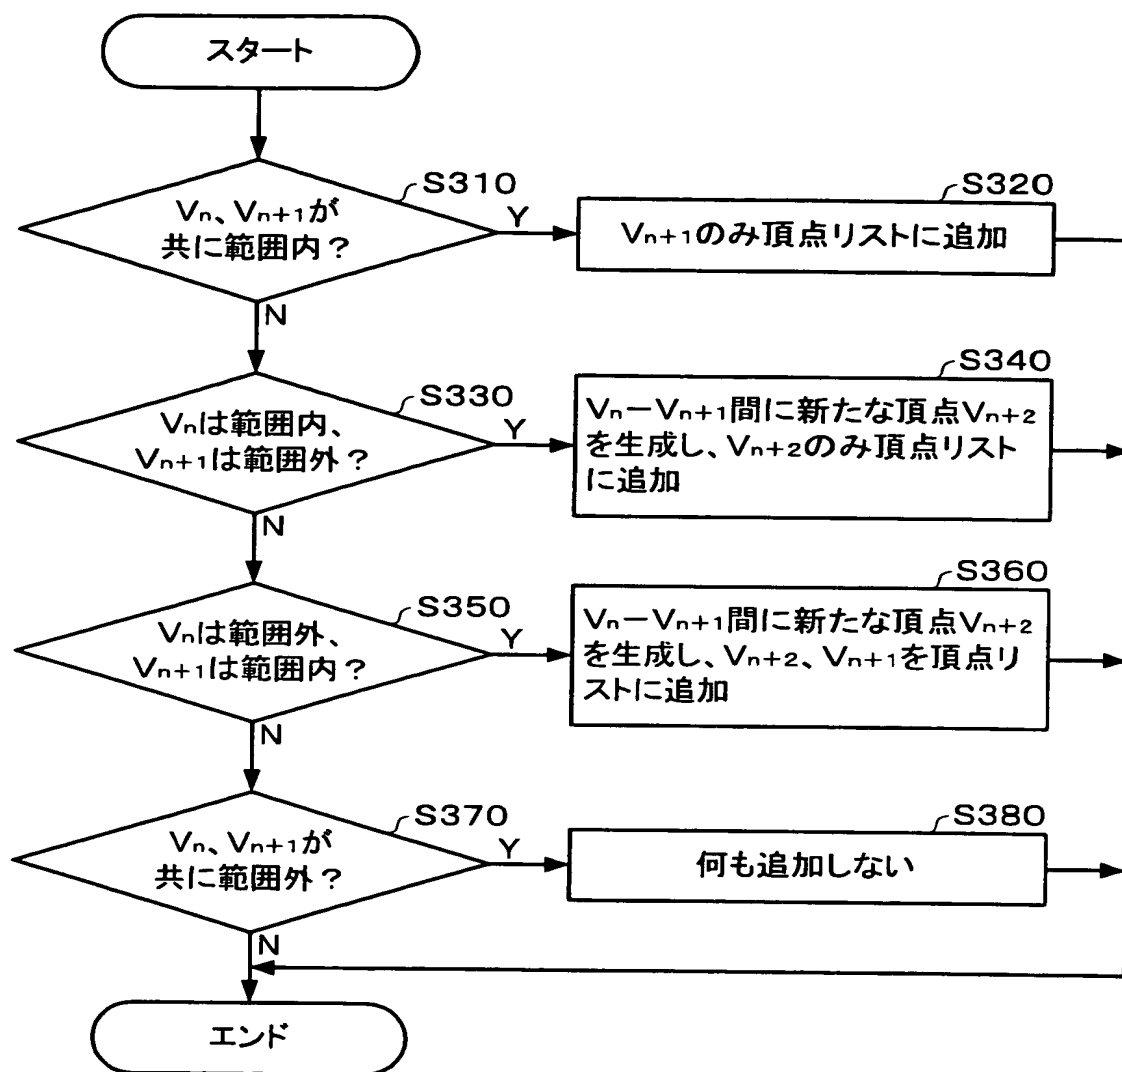 スタート
S310
Vn、Vn+1が
共に範囲内？
Y
S320
Vn+1のみ頂点リストに追加
N
S330
Vnは範囲内、
Vn+1は範囲外？
Y
S340
Vn−Vn+1間に新たな頂点Vn+2
を生成し、Vn+2のみ頂点リスト
に追加
N
S350
Vnは範囲外、
Vn+1は範囲内？
Y
S360
Vn−Vn+1間に新たな頂点Vn+2
を生成し、Vn+2、Vn+1を頂点リ
ストに追加
N
S370
Vn、Vn+1が
共に範囲外？
Y
S380
何も追加しない
N
エンド